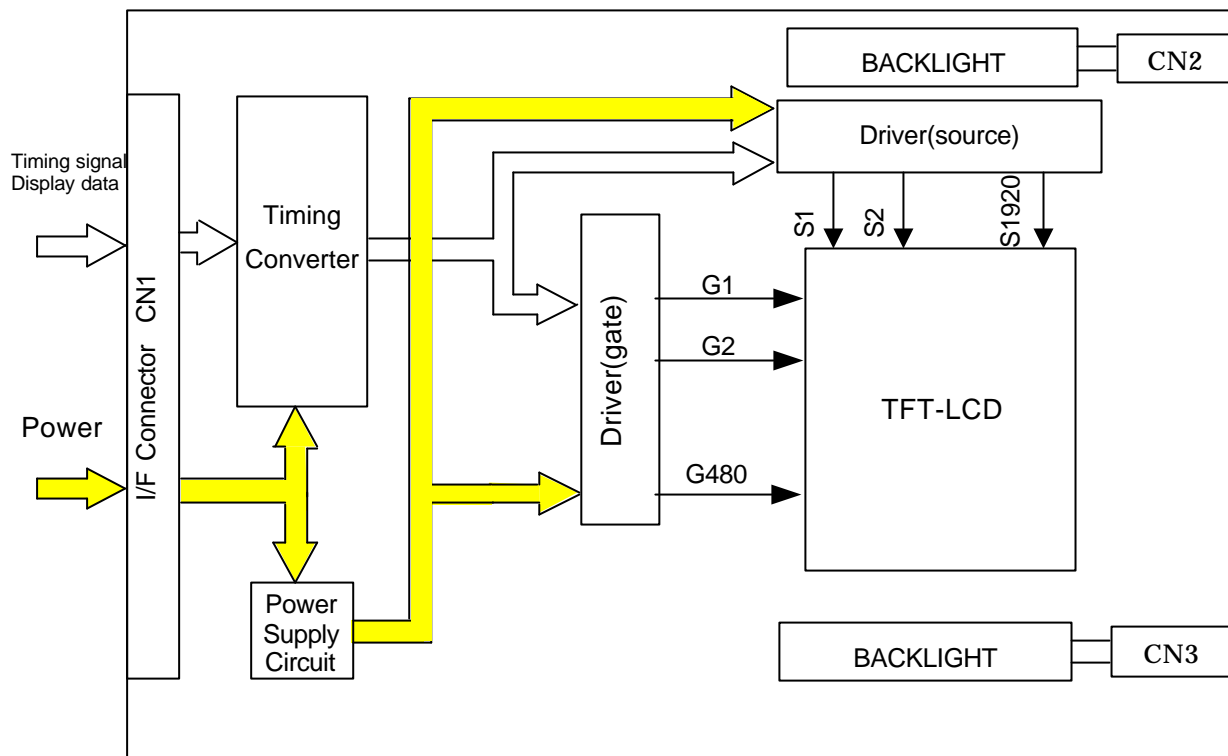 BACKLIGHT
CN2
Driver(source)
Timing signal
Display data
Timing
Converter
S1
S2
S1920
I/F Connector CN1
G1
G2
G480
Driver(gate)
TFT-LCD
Power
Power
Supply
Circuit
BACKLIGHT
CN3